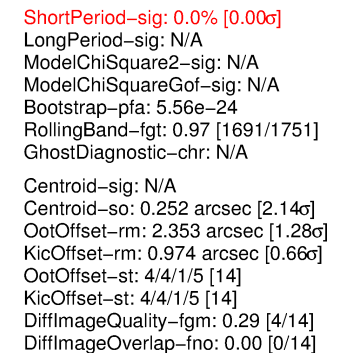 ShortPeriod−sig: 0.0% [0.00σ]
LongPeriod−sig: N/A
ModelChiSquare2−sig: N/A
ModelChiSquareGof−sig: N/A
Bootstrap−pfa: 5.56e−24
RollingBand−fgt: 0.97 [1691/1751]
GhostDiagnostic−chr: N/A
Centroid−sig: N/A
Centroid−so: 0.252 arcsec [2.14σ]
OotOffset−rm: 2.353 arcsec [1.28σ]
KicOffset−rm: 0.974 arcsec [0.66σ]
OotOffset−st: 4/4/1/5 [14]
KicOffset−st: 4/4/1/5 [14]
DiffImageQuality−fgm: 0.29 [4/14]
DiffImageOverlap−fno: 0.00 [0/14]